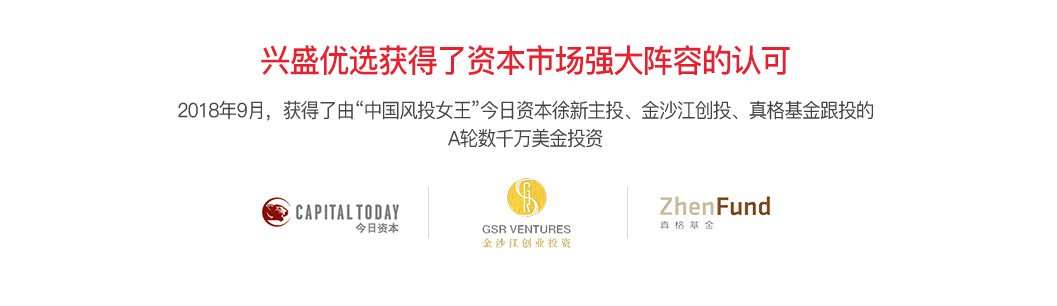 兴盛优选获得了资本市场强大阵容的认可
2018年9月，获得了由“中国风投女王”今日资本徐新主投、金沙江创投、真格基金跟投的
A轮数千万美金投资
CAPITAL TODAY
今日资本
GSR
GSR VENTURES
金沙江创业投资
ZhenFund
真格基金